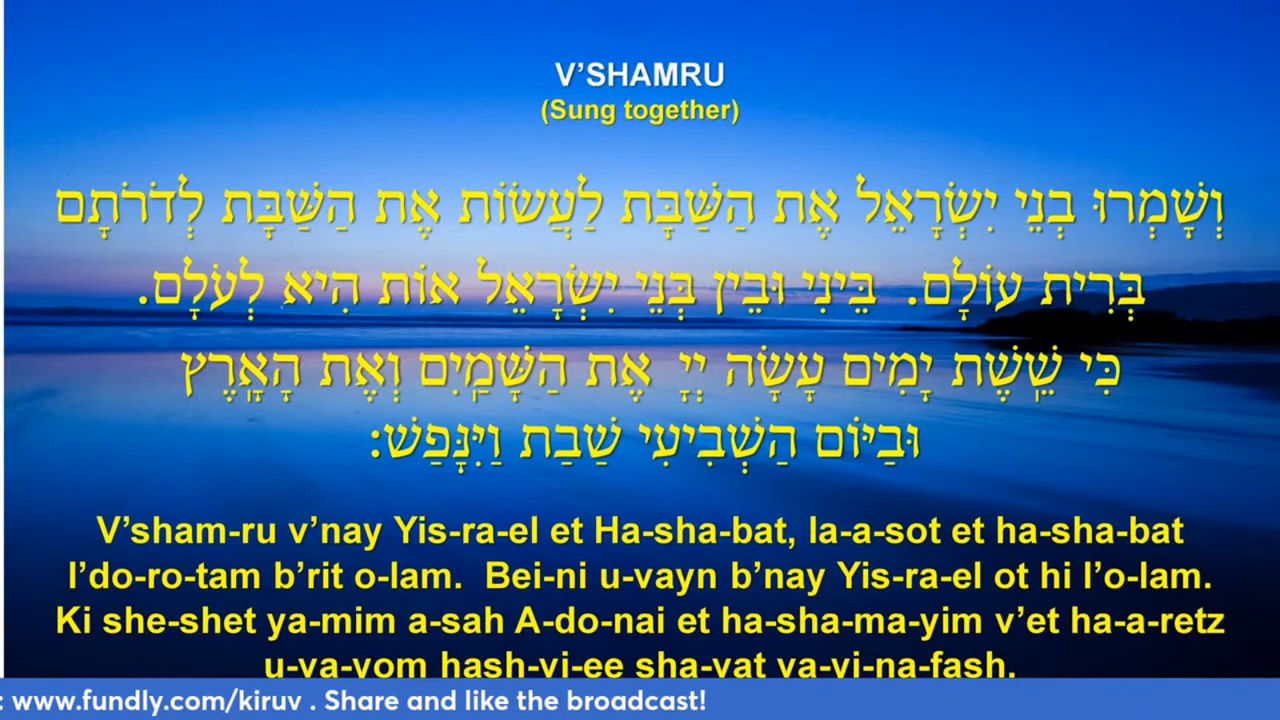 V’SHAMRU
(Sung together)
וְשָׁמְרוּ בְנֵי יִשְׂרָאֵל אֶת הַשַּׁבָּת לַעֲשׂוֹת אֶת הַשַּׁבָּת לְדֹרֹתָם
בְּרִית עוֹלָם. בֵּינִי וּבֵין בְּנֵי יִשְׂרָאֵל אוֹת הִיא לְעֹלָם.
כִּי שֵֽׁשֶׁת יָמִים עָשָׂה יְיָ אֶת הַשָּׁמַֽיִם וְאֶת הָאָֽרֶץ
וּבַיּוֹם הַשְּׁבִיעִי שָׁבַת וַיִּנָּפַשׁ:
V’sham-ru v’nay Yis-ra-el et Ha-sha-bat, la-a-sot et ha-sha-bat
l’do-ro-tam b’rit o-lam. Bei-ni u-vayn b’nay Yis-ra-el ot hi l’o-lam.
Ki she-shet ya-mim a-sah A-do-nai et ha-sha-ma-yim v’et ha-a-retz
u-va-yom hash-vi-ee sha-vat va-yi-na-fash.
: www.fundly.com/kiruv . Share and like the broadcast!